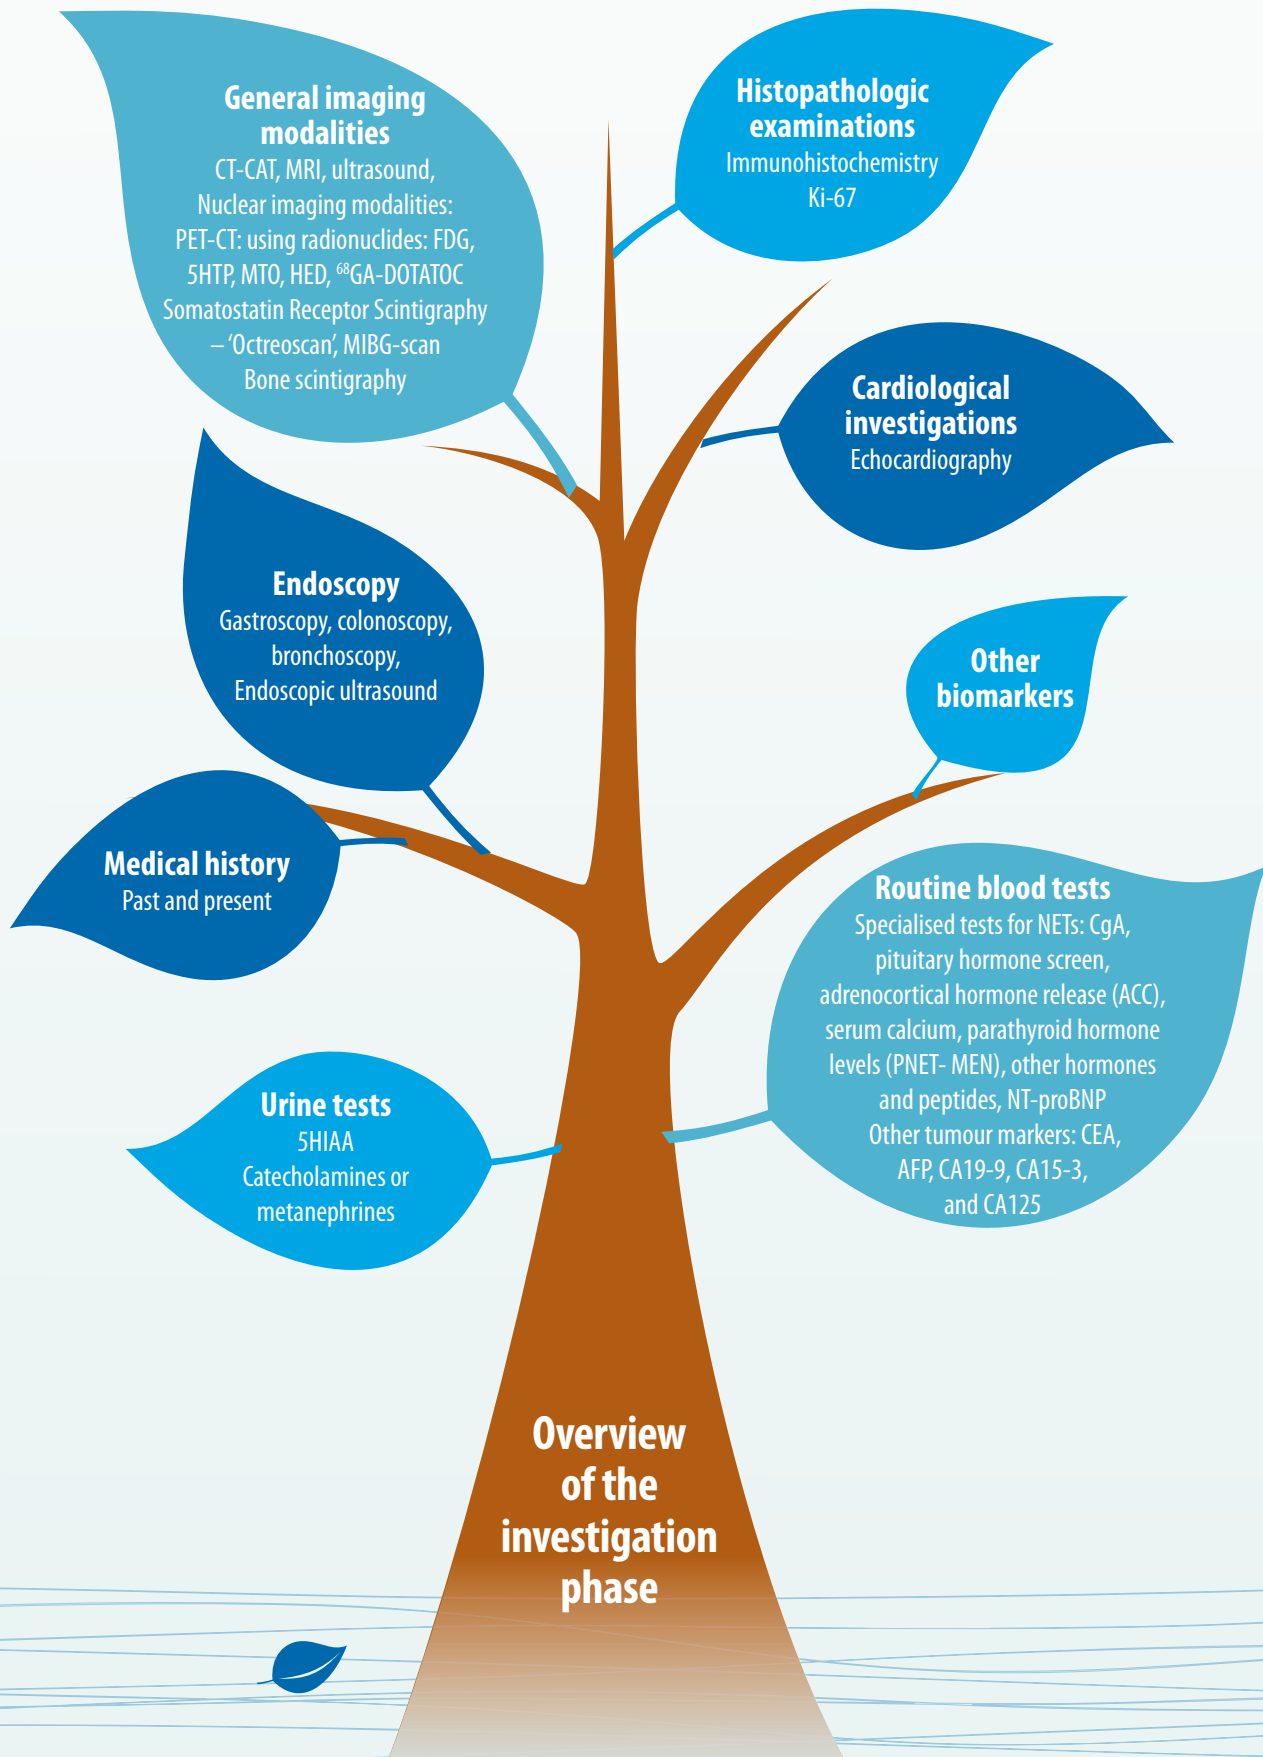 General imaging
modalities
CT-CAT, MRI, ultrasound,
Nuclear imaging modalities:
PET-CT: using radionuclides: FDG,
5HTP, MTO, HED, ⁶⁸GA-DOTATOC
Somatostatin Receptor Scintigraphy
– ‘Octreoscan’, MIBG-scan
Bone scintigraphy
Histopathologic
examinations
Immunohistochemistry
Ki-67
Cardiological
investigations
Echocardiography
Endoscopy
Gastroscopy, colonoscopy,
bronchoscopy,
Endoscopic ultrasound
Other
biomarkers
Medical history
Past and present
Routine blood tests
Specialised tests for NETs: CgA,
pituitary hormone screen,
adrenocortical hormone release (ACC),
serum calcium, parathyroid hormone
levels (PNET- MEN), other hormones
and peptides, NT-proBNP
Other tumour markers: CEA,
AFP, CA19-9, CA15-3,
and CA125
Urine tests
5HIAA
Catecholamines or
metanephrines
Overview
of the
investigation
phase